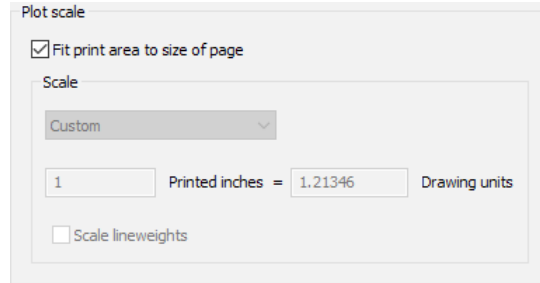 Plot scale
Fit print area to size of page
Scale
Custom
1 Printed inches = 1.21346 Drawing units
Scale lineweights